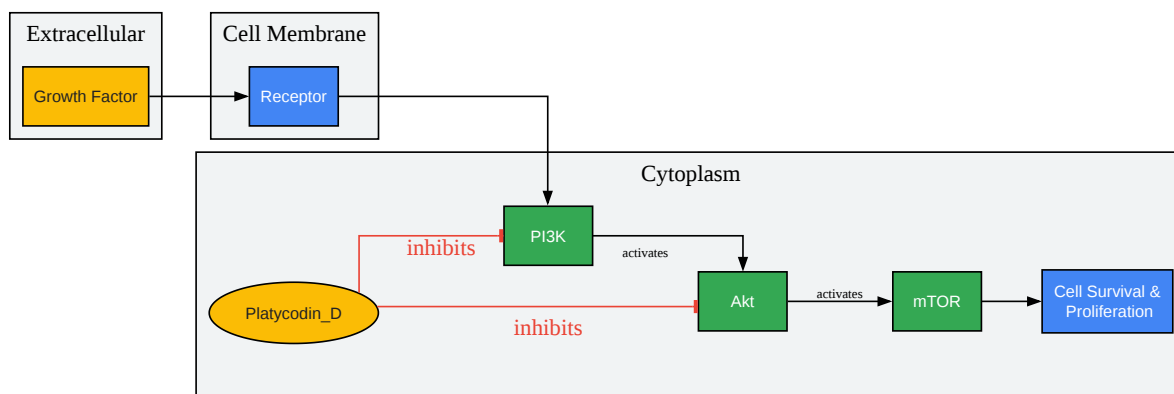 Extracellular
Cell Membrane
Growth Factor
Receptor
Cytoplasm
PI3K
inhibits
activates
Platycodin_D
inhibits
Akt
activates
mTOR
Cell Survival &
Proliferation